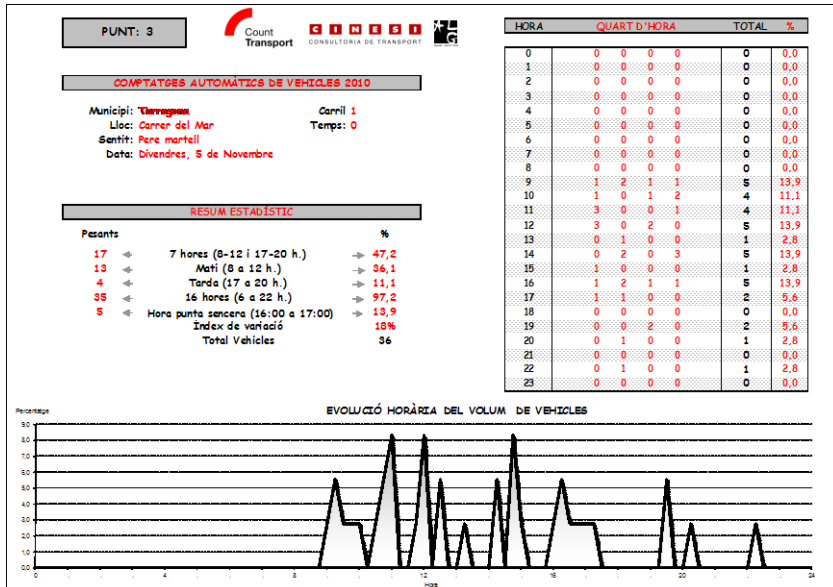 PUNT: 3
Count
Transport
CINESI
CONSULTORIA DE TRANSPORT
COMPTATGES AUTOMÀTICS DE VEHICLES 2010
Municipi: Carril 1
Lloc: Carrer del Mar Temps: 0
Sentit: Pere martell
Data: Divendres, 5 de Novembre
RESUM ESTADÍSTIC
Pesants %
17 7 hores (8-12 i 17-20 h.) 47,2
13 Matí (8 a 12 h.) 36,1
4 Tarda (17 a 20 h.) 11,1
35 16 hores (6 a 22 h.) 97,2
5 Hora punta sencera (16:00 a 17:00) 13,9
Índex de variació 18%
Total Vehicles 36
HORA QUART D'HORA TOTAL %
0 0 0 0 0 0 0,0
1 0 0 0 0 0 0,0
2 0 0 0 0 0 0,0
3 0 0 0 0 0 0,0
4 0 0 0 0 0 0,0
5 0 0 0 0 0 0,0
6 0 0 0 0 0 0,0
7 0 0 0 0 0 0,0
8 0 0 0 0 0 0,0
9 1 2 1 1 5 13,9
10 1 0 1 2 4 11,1
11 3 0 0 1 4 11,1
12 3 0 2 0 5 13,9
13 0 1 0 0 1 2,8
14 0 2 0 3 5 13,9
15 1 0 0 0 1 2,8
16 1 2 1 1 5 13,9
17 1 1 0 0 2 5,6
18 0 0 0 0 0 0,0
19 0 0 2 0 2 5,6
20 0 1 0 0 1 2,8
21 0 0 0 0 0 0,0
22 0 1 0 0 1 2,8
23 0 0 0 0 0 0,0
EVOLUCIÓ HORÀRIA DEL VOLUM DE VEHICLES
Percentatge
9,0
8,0
7,0
6,0
5,0
4,0
3,0
2,0
1,0
0,0
0 4 8 12 16 20 24
Hora